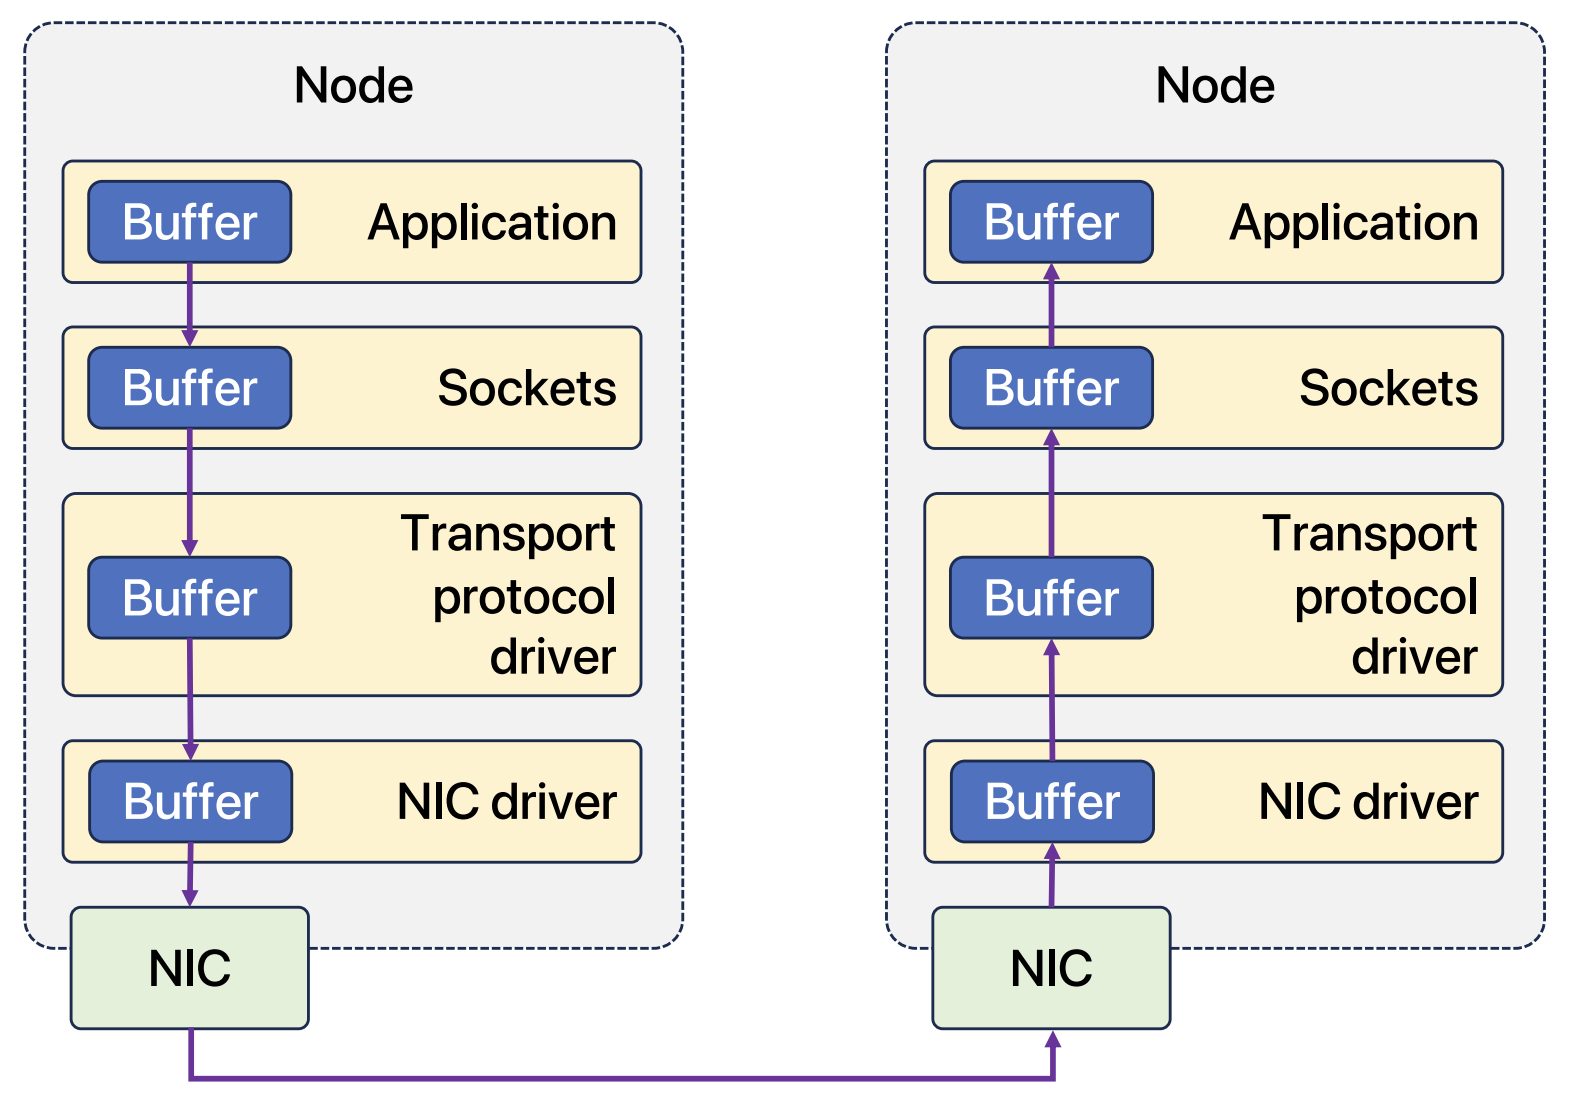 Node
Buffer
Application
Buffer
Sockets
Buffer
Transport
protocol
driver
Buffer
NIC driver
NIC
Node
Buffer
Application
Buffer
Sockets
Buffer
Transport
protocol
driver
Buffer
NIC driver
NIC